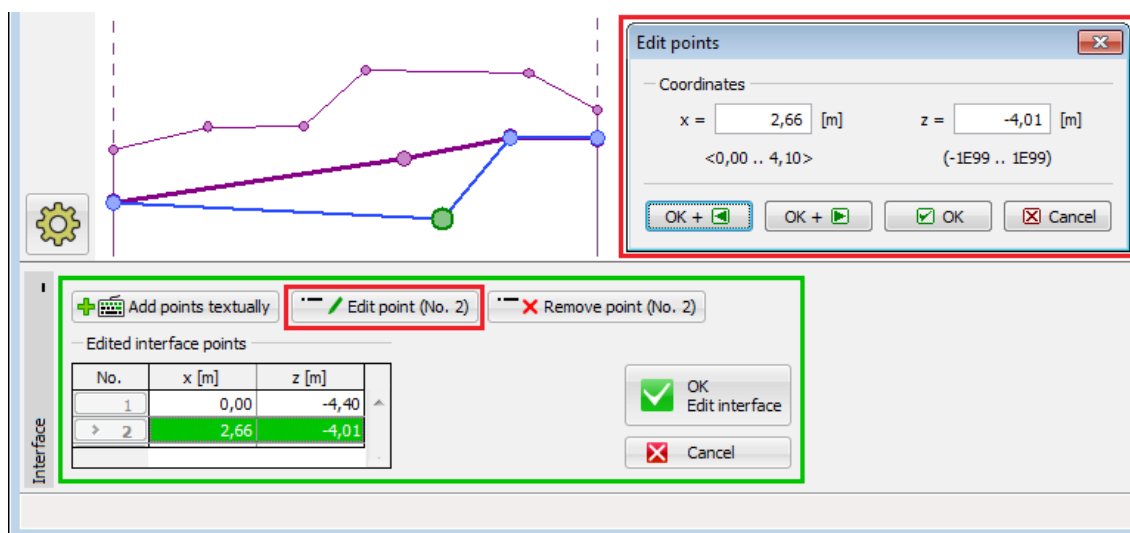 Edit points
Coordinates
x = 2,66 [m] z = -4,01 [m]
<0,00 .. 4,10> (-1E99 .. 1E99)
OK + OK + OK Cancel
Interface
Add points textually Edit point (No. 2) Remove point (No. 2)
Edited interface points
No. x [m] z [m]
1 0,00 -4,40
2 2,66 -4,01
OK
Edit interface
Cancel